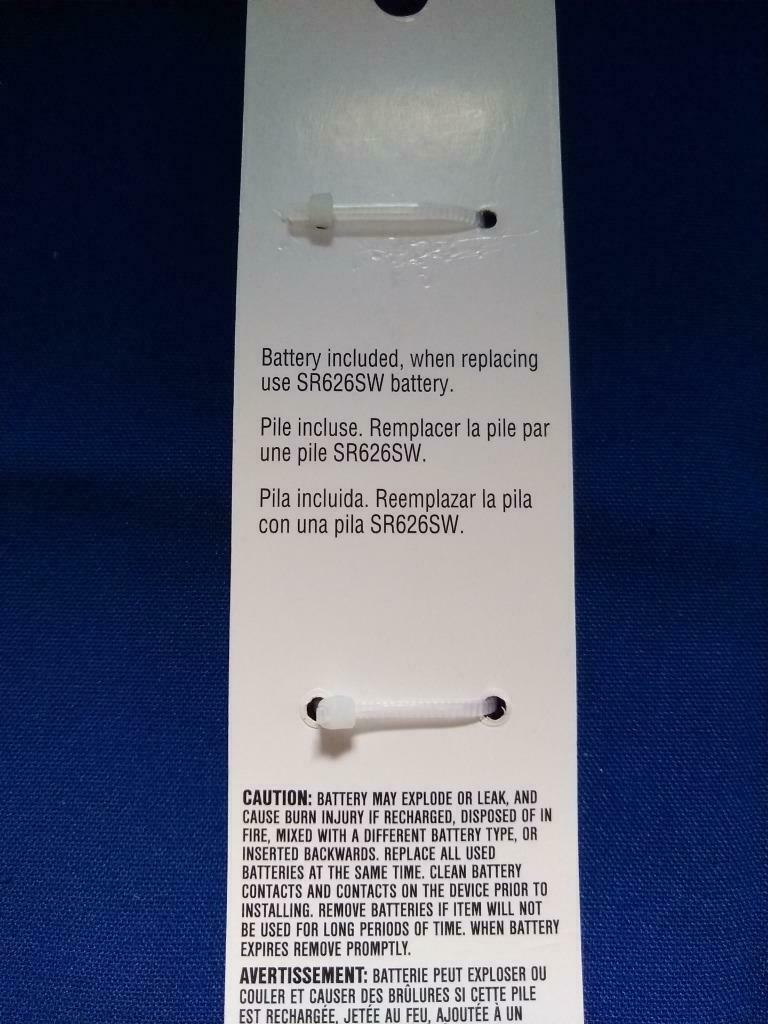 Battery included, when replacing
use SR626SW battery.
Pile incluse. Remplacer la pile par
une pile SR626SW.
Pila incluida. Reemplazar la pila
con una pila SR626SW.
CAUTION: BATTERY MAY EXPLODE OR LEAK, AND
CAUSE BURN INJURY IF RECHARGED, DISPOSED OF IN
FIRE, MIXED WITH A DIFFERENT BATTERY TYPE, OR
INSERTED BACKWARDS. REPLACE ALL USED
BATTERIES AT THE SAME TIME. CLEAN BATTERY
CONTACTS AND CONTACTS ON THE DEVICE PRIOR TO
INSTALLING. REMOVE BATTERIES IF ITEM WILL NOT
BE USED FOR LONG PERIODS OF TIME. WHEN BATTERY
EXPIRES REMOVE PROMPTLY.
AVERTISSEMENT: BATTERIE PEUT EXPLOSER OU
COULER ET CAUSER DES BRÛLURES SI CETTE PILE
EST RECHARGÉE, JETÉE AU FEU, AJOUTÉE À UN